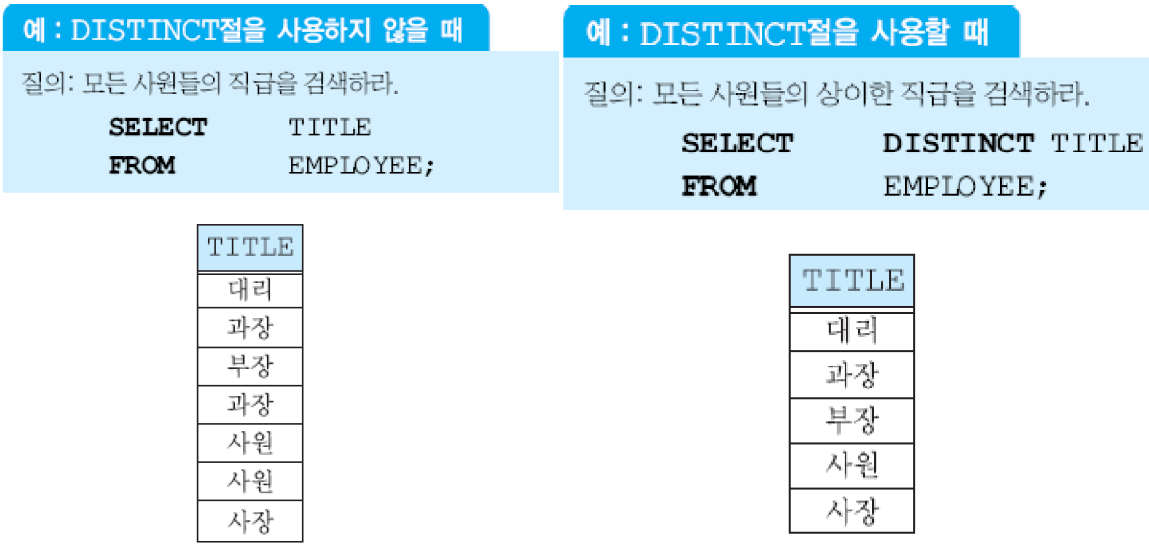 예 : DISTINCT절을 사용하지 않을 때
질의: 모든 사원들의 직급을 검색하라.
SELECT TITLE
FROM EMPLOYEE;
TITLE
대리
과장
부장
과장
사원
사원
사장
예 : DISTINCT절을 사용할 때
질의: 모든 사원들의 상이한 직급을 검색하라.
SELECT DISTINCT TITLE
FROM EMPLOYEE;
TITLE
대리
과장
부장
사원
사장